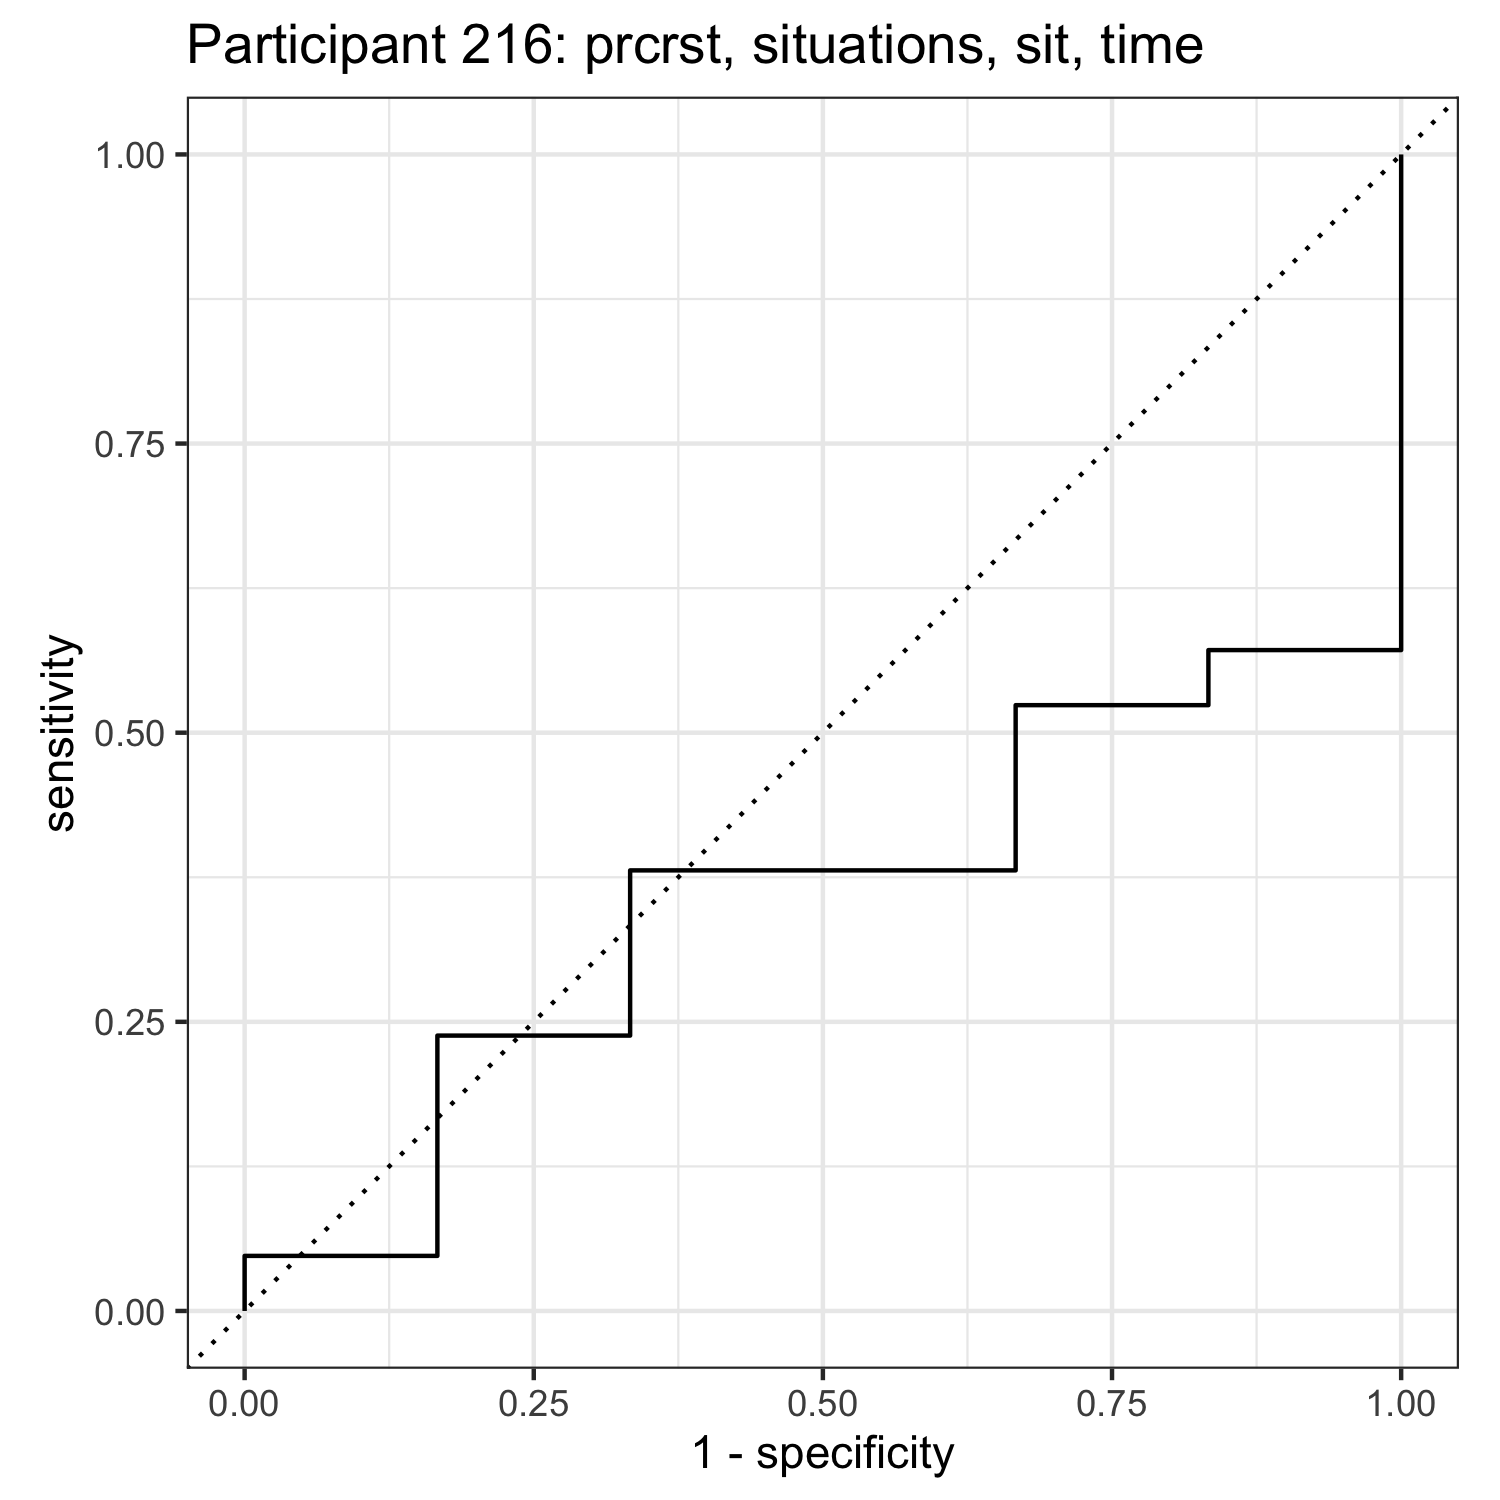 Participant 216: prcrst, situations, sit, time
1.00
0.75
0.50
0.25
0.00
sensitivity
0.00 0.25 0.50 0.75 1.00
1 - specificity